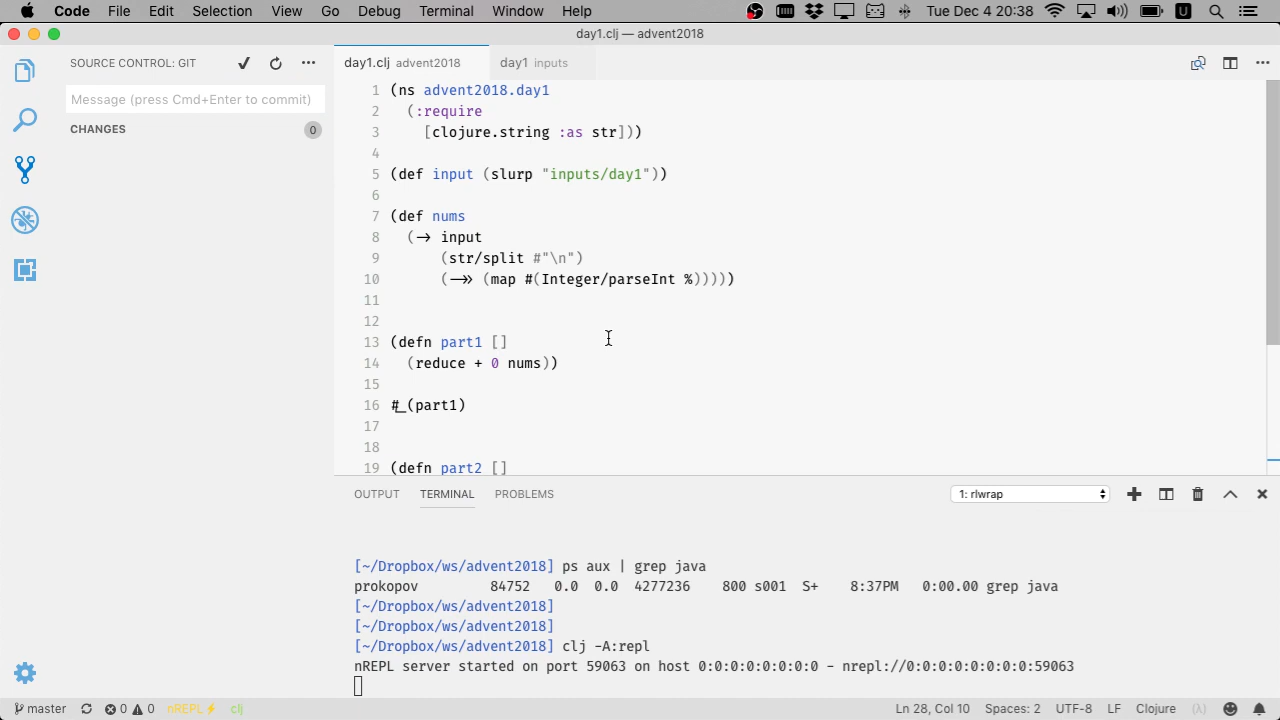 Code File Edit Selection View Go Debug Terminal Window Help Tue Dec 4 20:38 U
day1.clj — advent2018
SOURCE CONTROL: GIT
day1.clj advent2018 day1 inputs
Message (press Cmd+Enter to commit)
CHANGES 0
1 (ns advent2018.day1
2 (:require
3 [clojure.string :as str]))
4
5 (def input (slurp "inputs/day1"))
6
7 (def nums
8 (-> input
9 (str/split #"\n")
10 (->> (map #(Integer/parseInt %)))))
11
12
13 (defn part1 []
14 (reduce + 0 nums))
15
16 #_(part1)
17
18
19 (defn part2 []
OUTPUT TERMINAL PROBLEMS 1: rlwrap
[~/Dropbox/ws/advent2018] ps aux | grep java
prokopov 84752 0.0 0.0 4277236 800 s001 S+ 8:37PM 0:00.00 grep java
[~/Dropbox/ws/advent2018]
[~/Dropbox/ws/advent2018]
[~/Dropbox/ws/advent2018] clj -A:repl
nREPL server started on port 59063 on host 0:0:0:0:0:0:0:0 - nrepl://0:0:0:0:0:0:0:0:59063
master 0 0 nREPL⚡ clj Ln 28, Col 10 Spaces: 2 UTF-8 LF Clojure (λ)